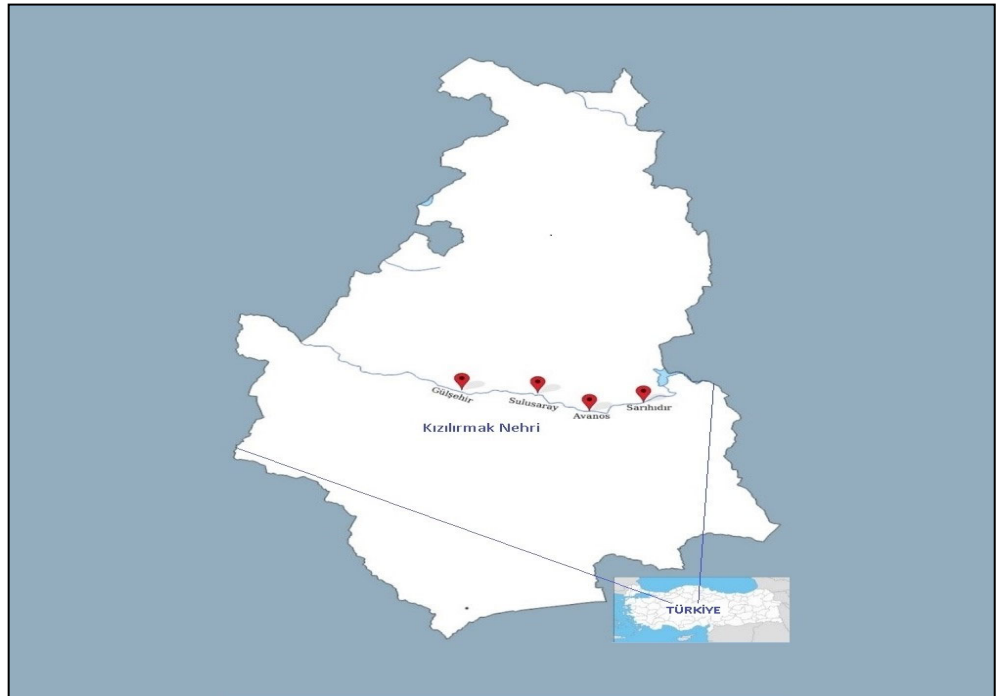 Gülşehir
Sulusaray
Avanos
Sarıhıdır
Kızılırmak Nehri
TÜRKİYE